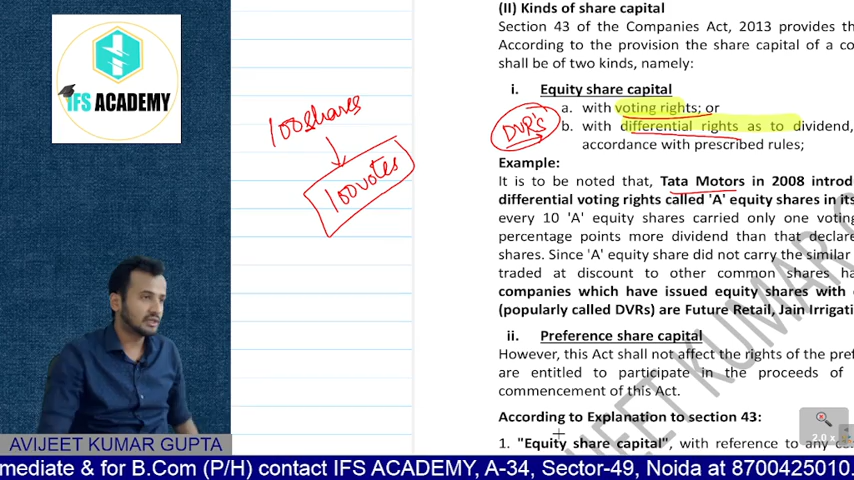 IFS ACADEMY
100 shares
100 votes
DVR's
(II) Kinds of share capital
Section 43 of the Companies Act, 2013 provides th
According to the provision the share capital of a co
shall be of two kinds, namely:
i. Equity share capital
a. with voting rights; or
b. with differential rights as to dividend,
accordance with prescribed rules;
Example:
It is to be noted that, Tata Motors in 2008 introd
differential voting rights called 'A' equity shares in its
every 10 'A' equity shares carried only one voting
percentage points more dividend than that declare
shares. Since 'A' equity share did not carry the similar
traded at discount to other common shares ha
companies which have issued equity shares with
(popularly called DVRs) are Future Retail, Jain Irrigati
ii. Preference share capital
However, this Act shall not affect the rights of the pref
are entitled to participate in the proceeds of
commencement of this Act.
According to Explanation to section 43:
1. "Equity share capital", with reference to any co
JEET KUMAR G
2.0 x
AVIJEET KUMAR GUPTA
mediate & for B.Com (P/H) contact IFS ACADEMY, A-34, Sector-49, Noida at 8700425010.